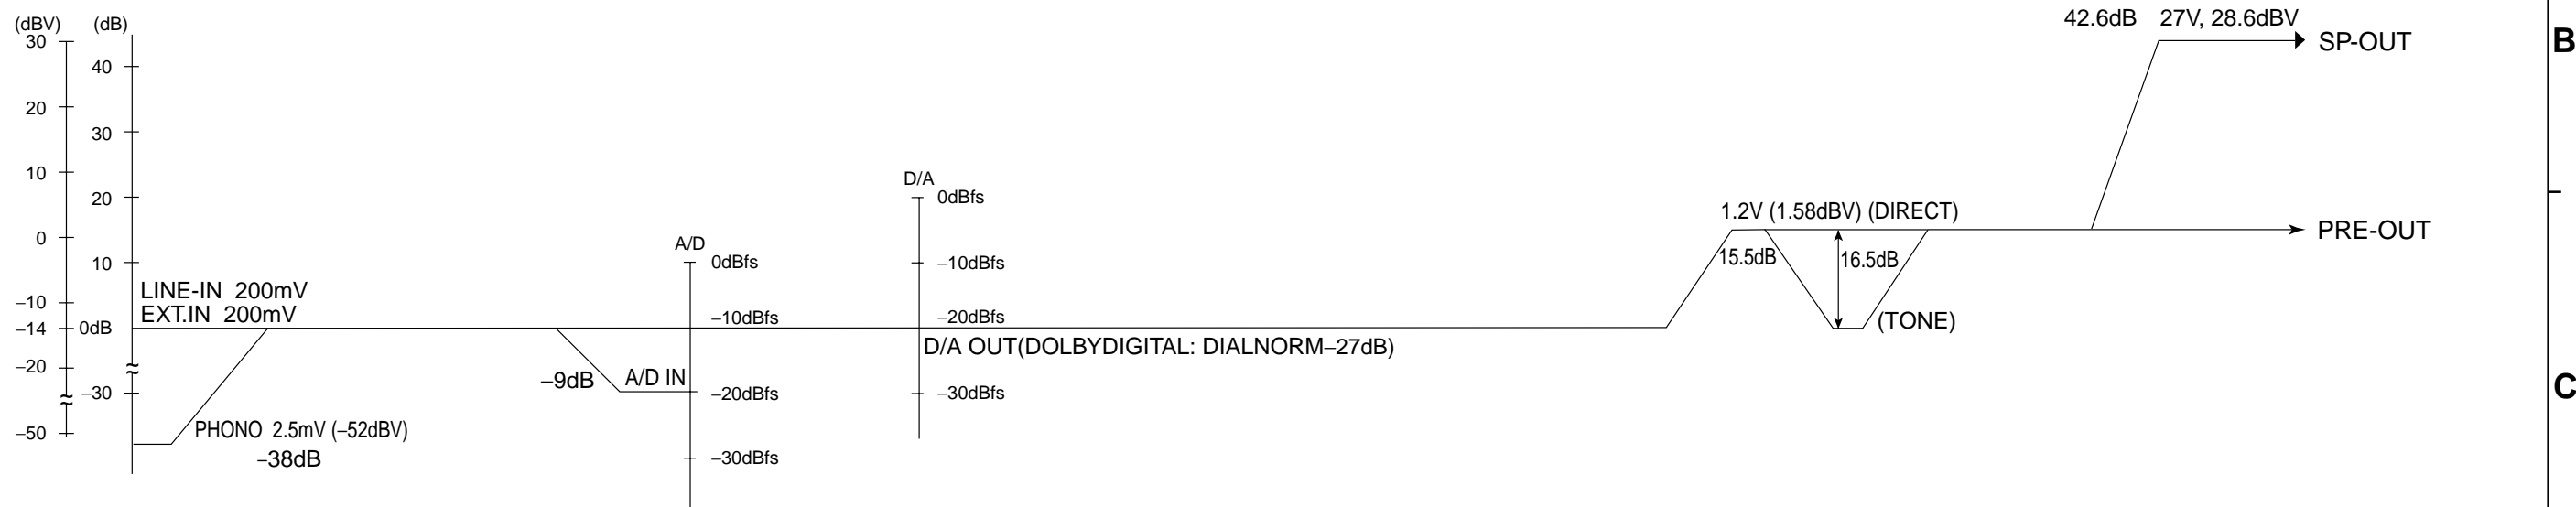 (dBV) (dB)
42.6dB 27V, 28.6dBV
30
SP-OUT
B
40
20
30
10
20
D/A
0dBfs
1.2V (1.58dBV) (DIRECT)
0
PRE-OUT
A/D
10
0dBfs
–10dBfs
15.5dB
16.5dB
LINE-IN 200mV
–10
EXT.IN 200mV
–14
0dB
–10dBfs
–20dBfs
(TONE)
D/A OUT(DOLBYDIGITAL: DIALNORM–27dB)
–20
–9dB
A/D IN
C
–30
–20dBfs
–30dBfs
–50
PHONO 2.5mV (–52dBV)
–38dB
–30dBfs